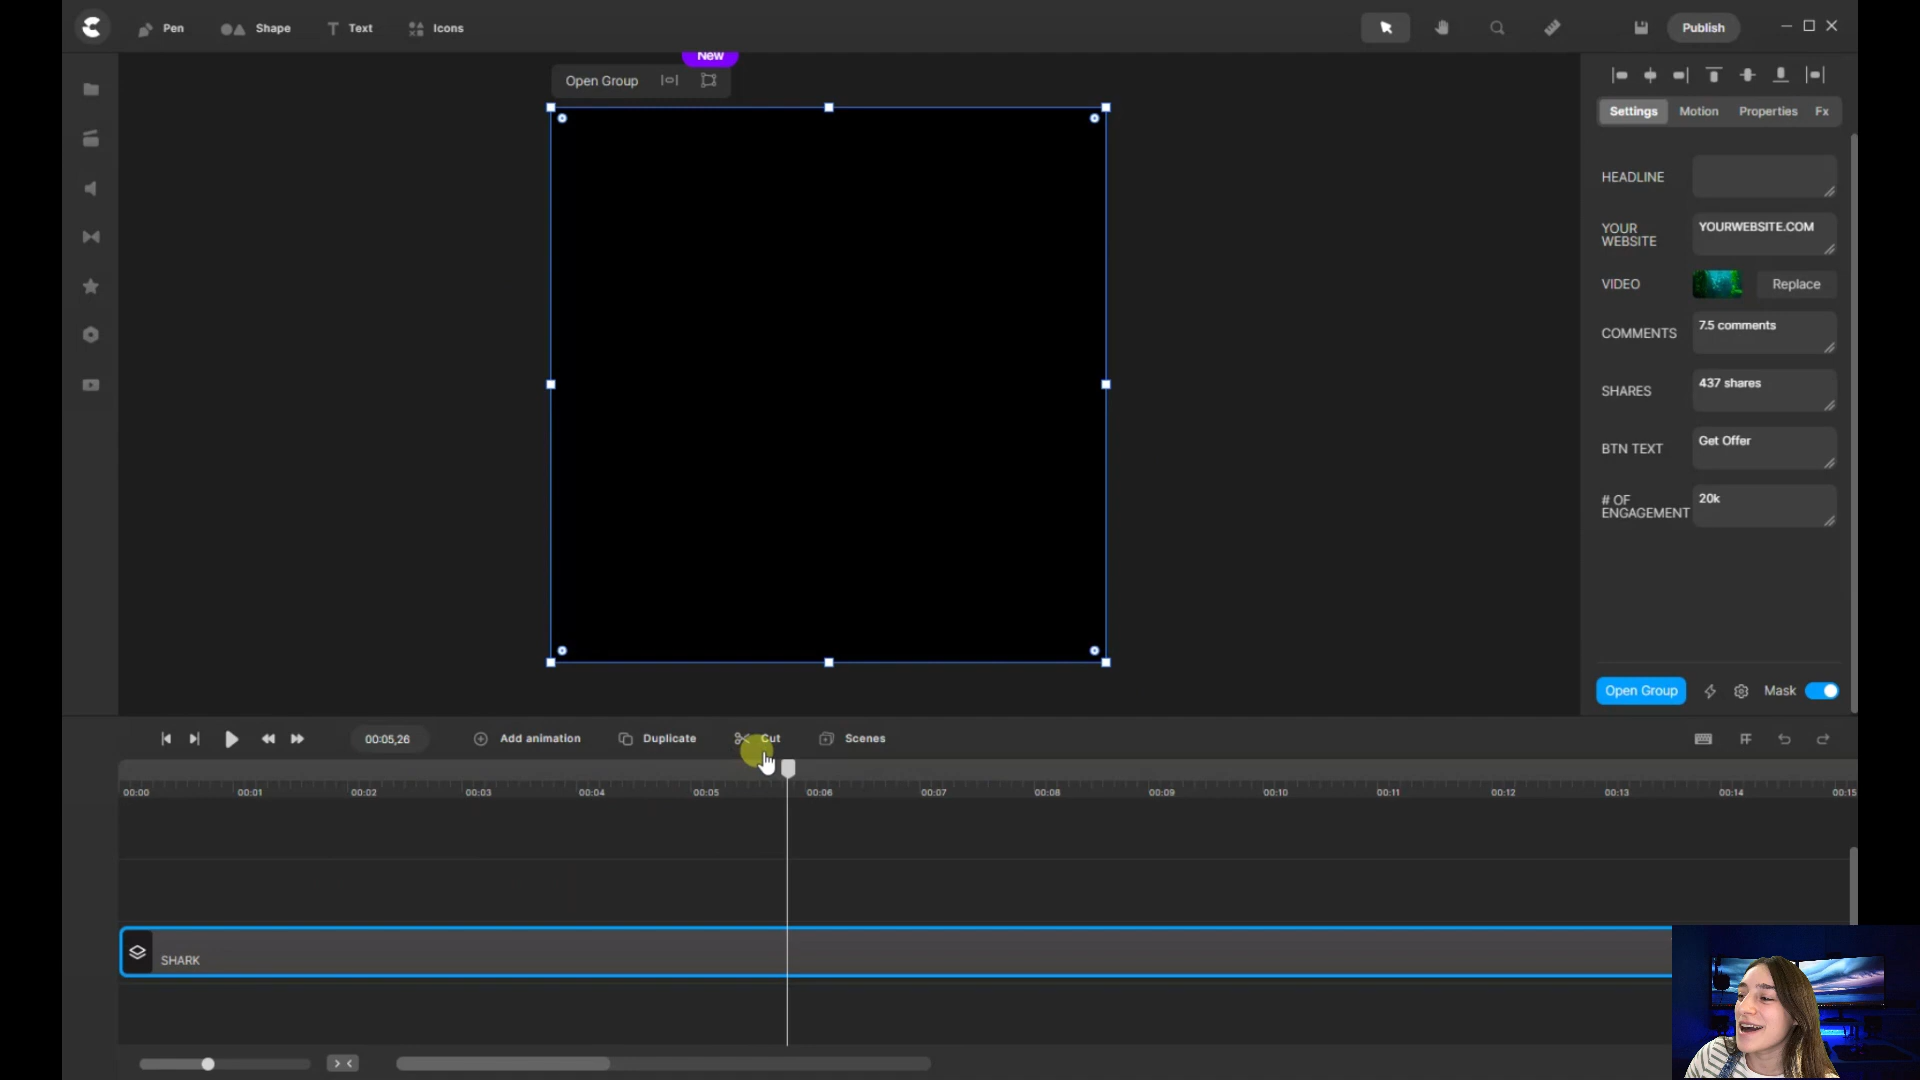 Pen
Shape
Text
Icons
Publish
New
Open Group
Settings
Motion
Properties
Fx
HEADLINE
YOUR WEBSITE
YOURWEBSITE.COM
VIDEO
Replace
COMMENTS
7.5 comments
SHARES
437 shares
BTN TEXT
Get Offer
# OF ENGAGEMENT
20k
Open Group
Mask
00:05,26
Add animation
Duplicate
Cut
Scenes
00:00 00:01 00:02 00:03 00:04 00:05 00:06 00:07 00:08 00:09 00:10 00:11 00:12 00:13 00:14 00:15
SHARK